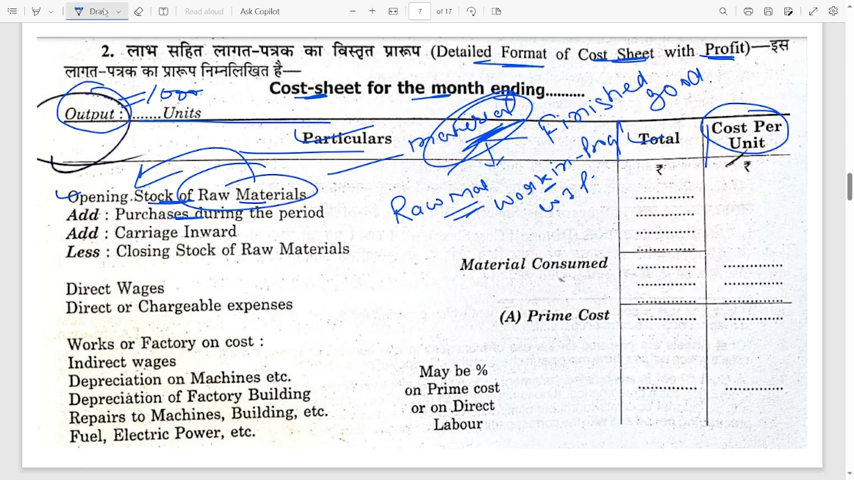 Draw
Read aloud
Ask Copilot
7
of 17
2. लाभ सहित लागत-पत्रक का विस्तृत प्रारूप (Detailed Format of Cost Sheet with Profit)—इस
लागत-पत्रक का प्रारूप निम्नलिखित है—
Cost-sheet for the month ending..........
=1000
Output : .......Units
material
Finished
good.
Particulars
Total
Cost Per
Unit
₹
₹
Raw mat
Work-in-prog
W I P.
Opening Stock of Raw Materials
Add : Purchases during the period
Add : Carriage Inward
Less : Closing Stock of Raw Materials
Material Consumed
Direct Wages
Direct or Chargeable expenses
(A) Prime Cost
Works or Factory on cost :
Indirect wages
Depreciation on Machines etc.
Depreciation of Factory Building
Repairs to Machines, Building, etc.
Fuel, Electric Power, etc.
May be %
on Prime cost
or on Direct
Labour